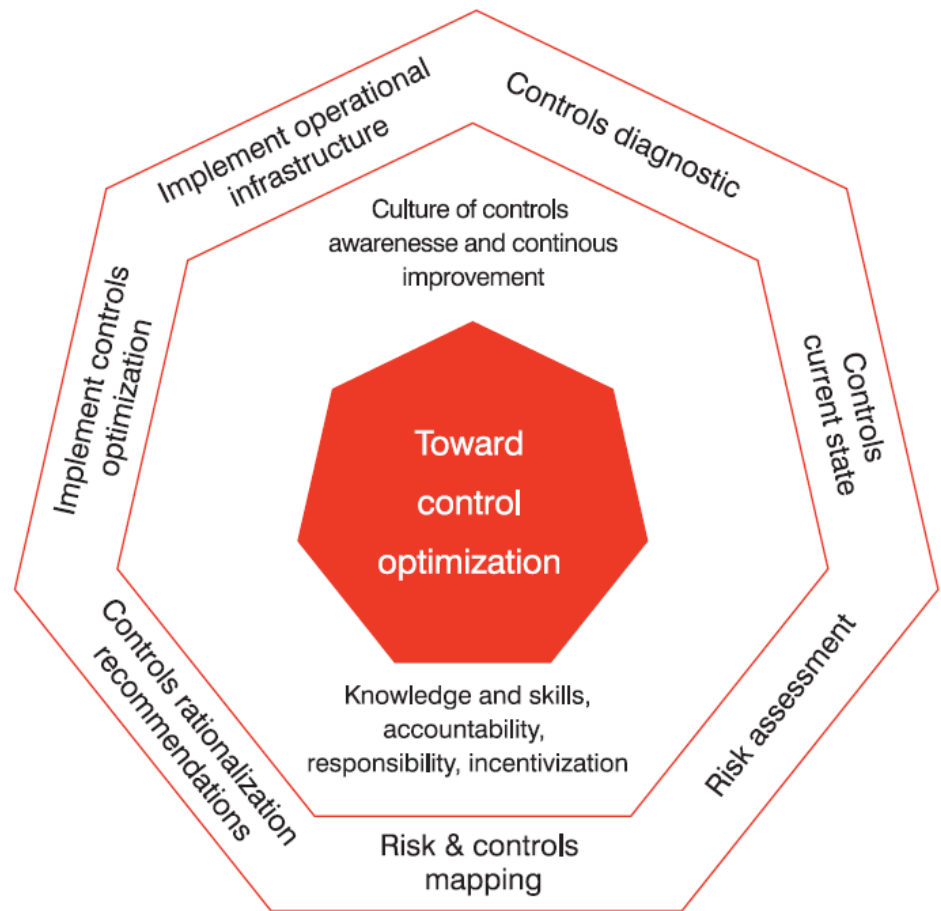 Implement operational
infrastructure
Controls diagnostic
Culture of controls
awarenesse and continous
improvement
Controls
current state
Implement controls
optimization
Toward
control
optimization
Knowledge and skills,
accountability,
responsibility, incentivization
Risk assessment
Controls rationalization
recommendations
Risk & controls
mapping